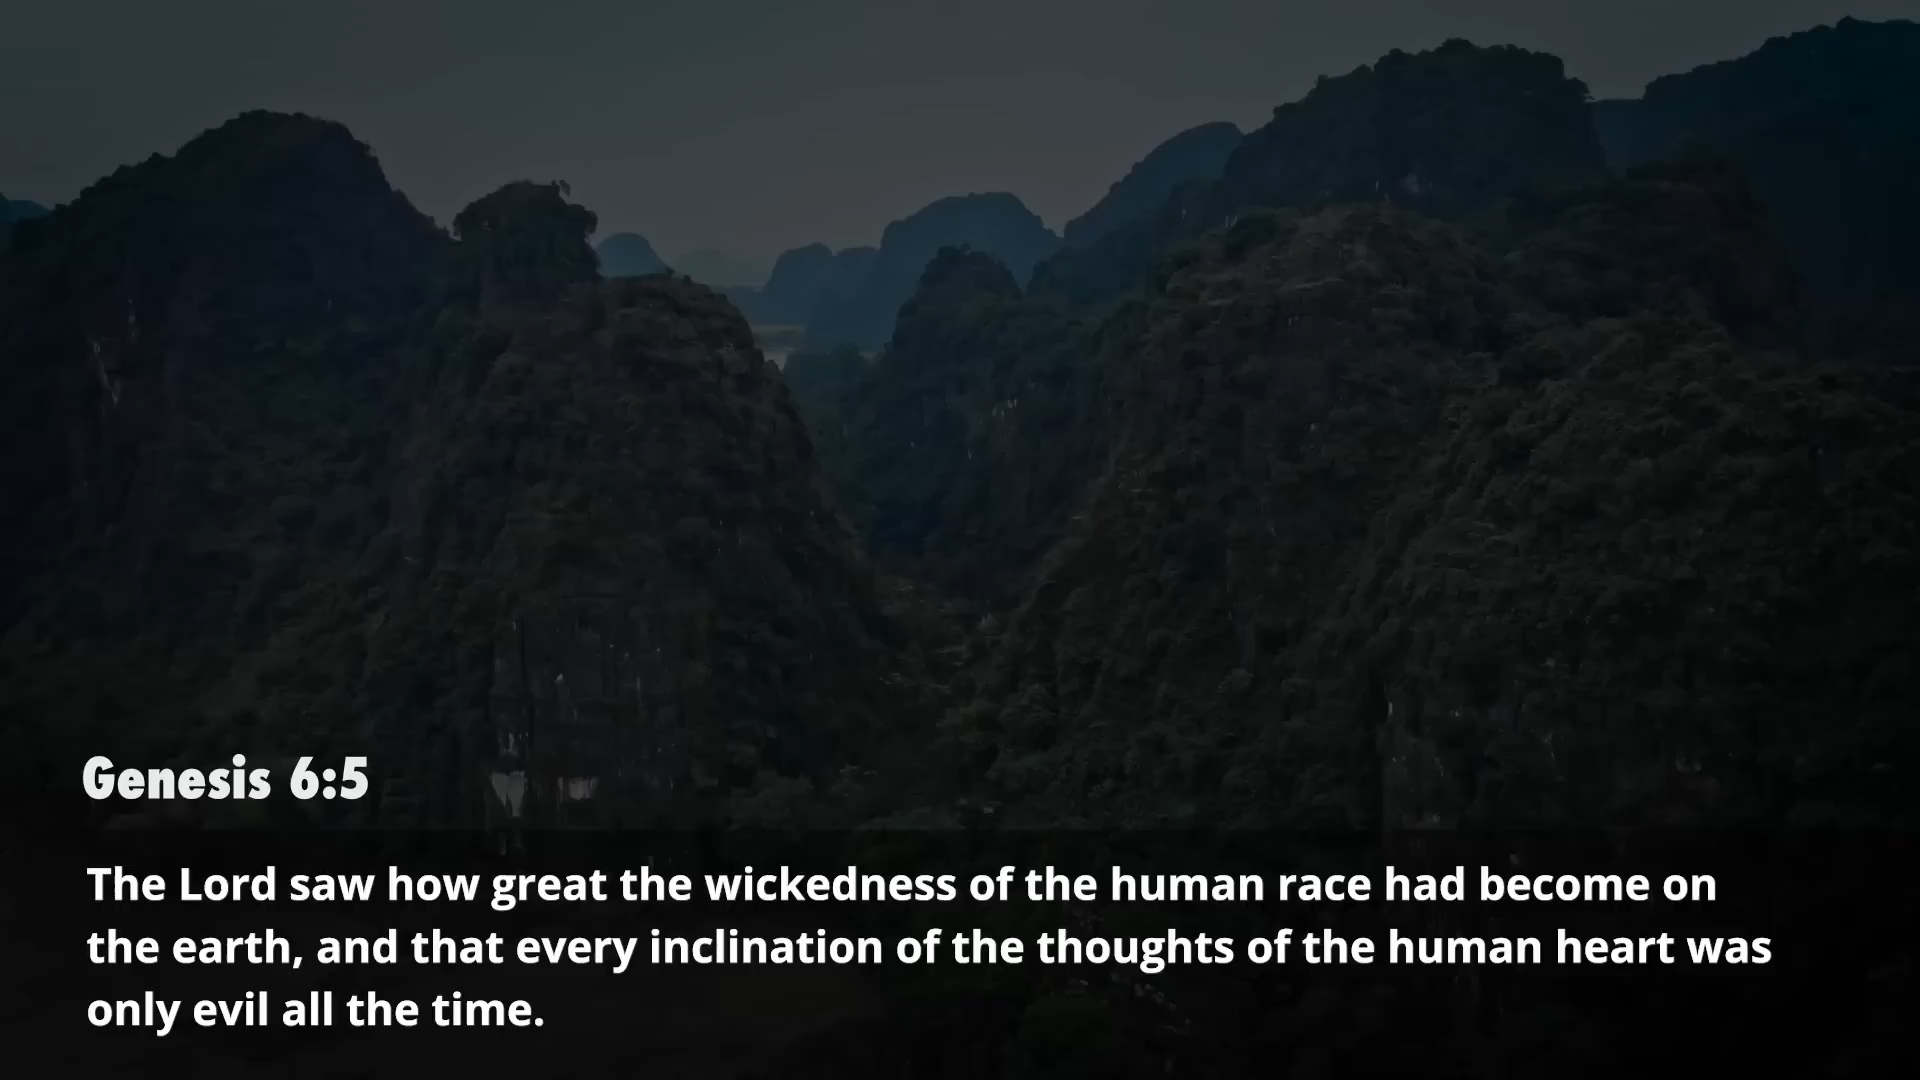 Genesis 6:5
The Lord saw how great the wickedness of the human race had become on
the earth, and that every inclination of the thoughts of the human heart was
only evil all the time.